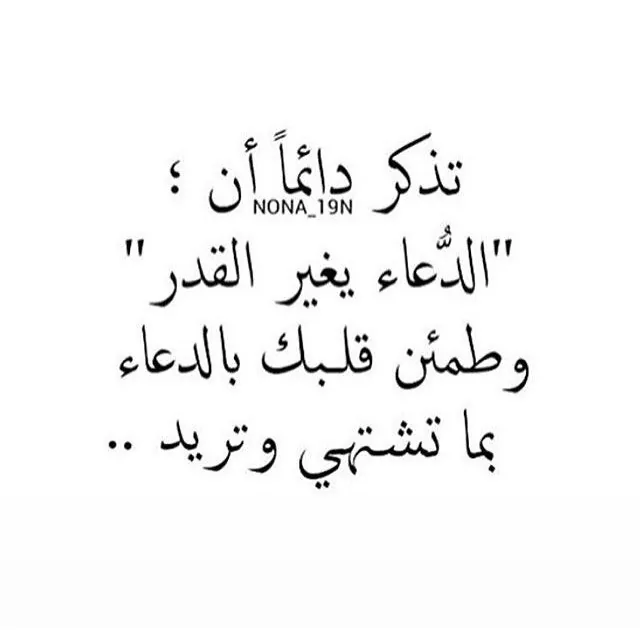 تذكر دائماً أن ؛
NONA_19N
"الدُّعاء يغير القدر"
وطمئن قلبك بالدعاء
بما تشتهي وتريد ..